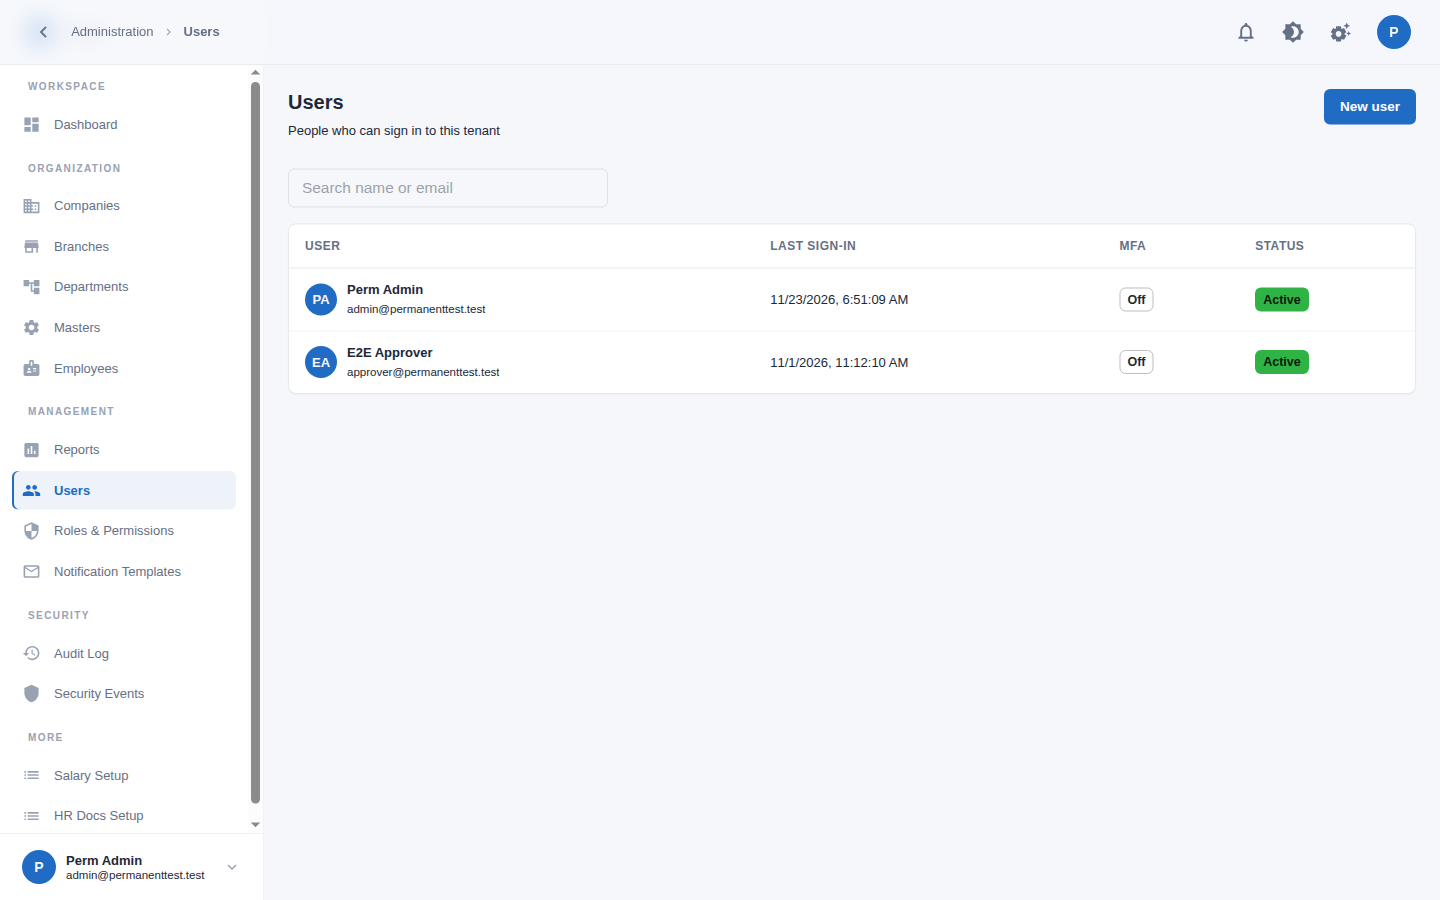 Administration > Users
P
WORKSPACE
Dashboard
ORGANIZATION
Companies
Branches
Departments
Masters
Employees
MANAGEMENT
Reports
Users
Roles & Permissions
Notification Templates
SECURITY
Audit Log
Security Events
MORE
Salary Setup
HR Docs Setup
P
Perm Admin
admin@permanenttest.test
Users
New user
People who can sign in to this tenant
Search name or email
USER LAST SIGN-IN MFA STATUS
PA Perm Admin 11/23/2026, 6:51:09 AM Off Active
admin@permanenttest.test
EA E2E Approver 11/1/2026, 11:12:10 AM Off Active
approver@permanenttest.test